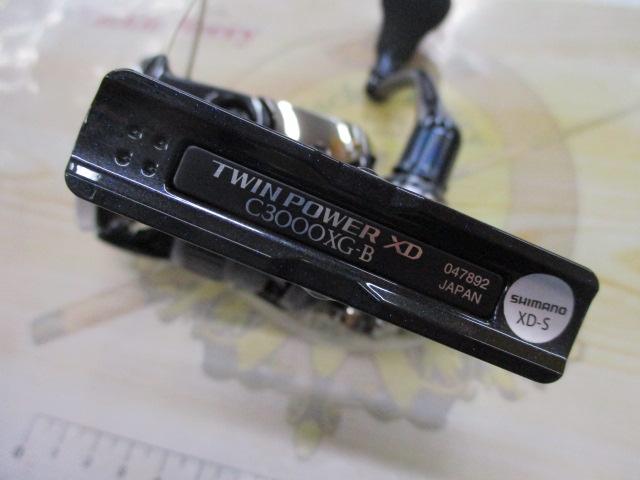 TWIN POWER XD
C3000XG-B
047892
JAPAN
SHIMANO
XD-S